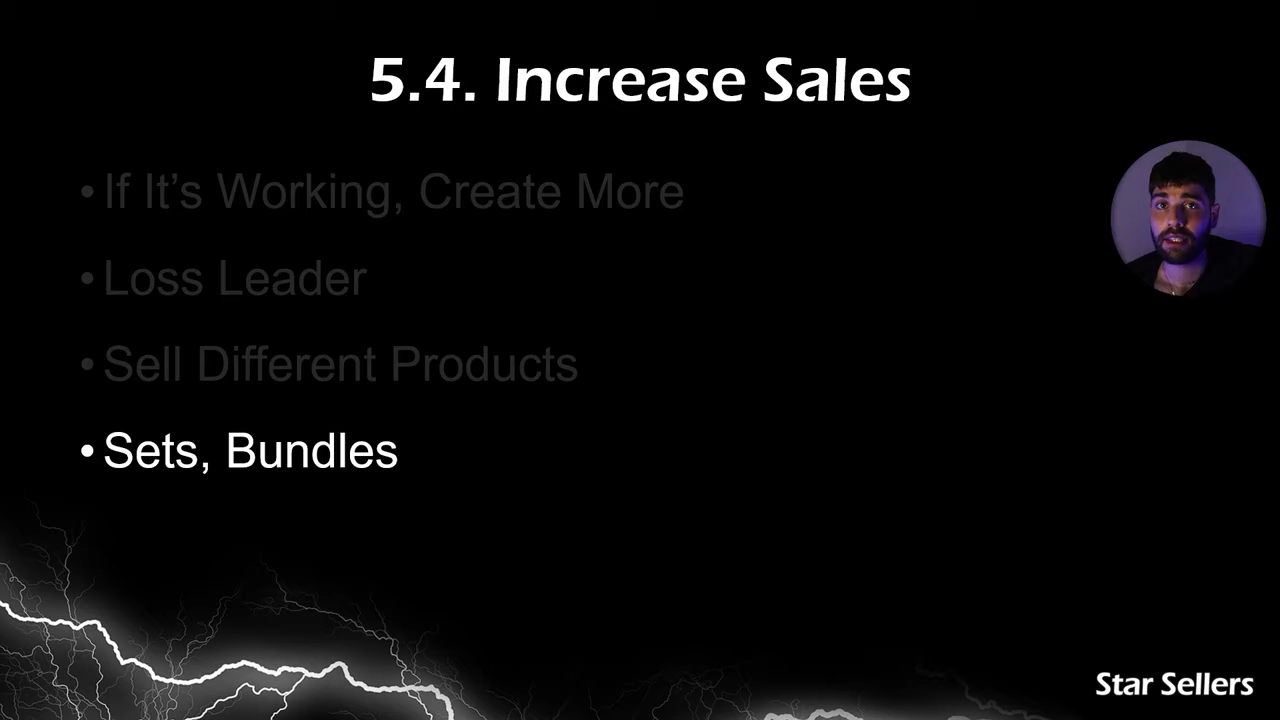 5.4. Increase Sales
• If It’s Working, Create More
• Loss Leader
• Sell Different Products
• Sets, Bundles
Star Sellers